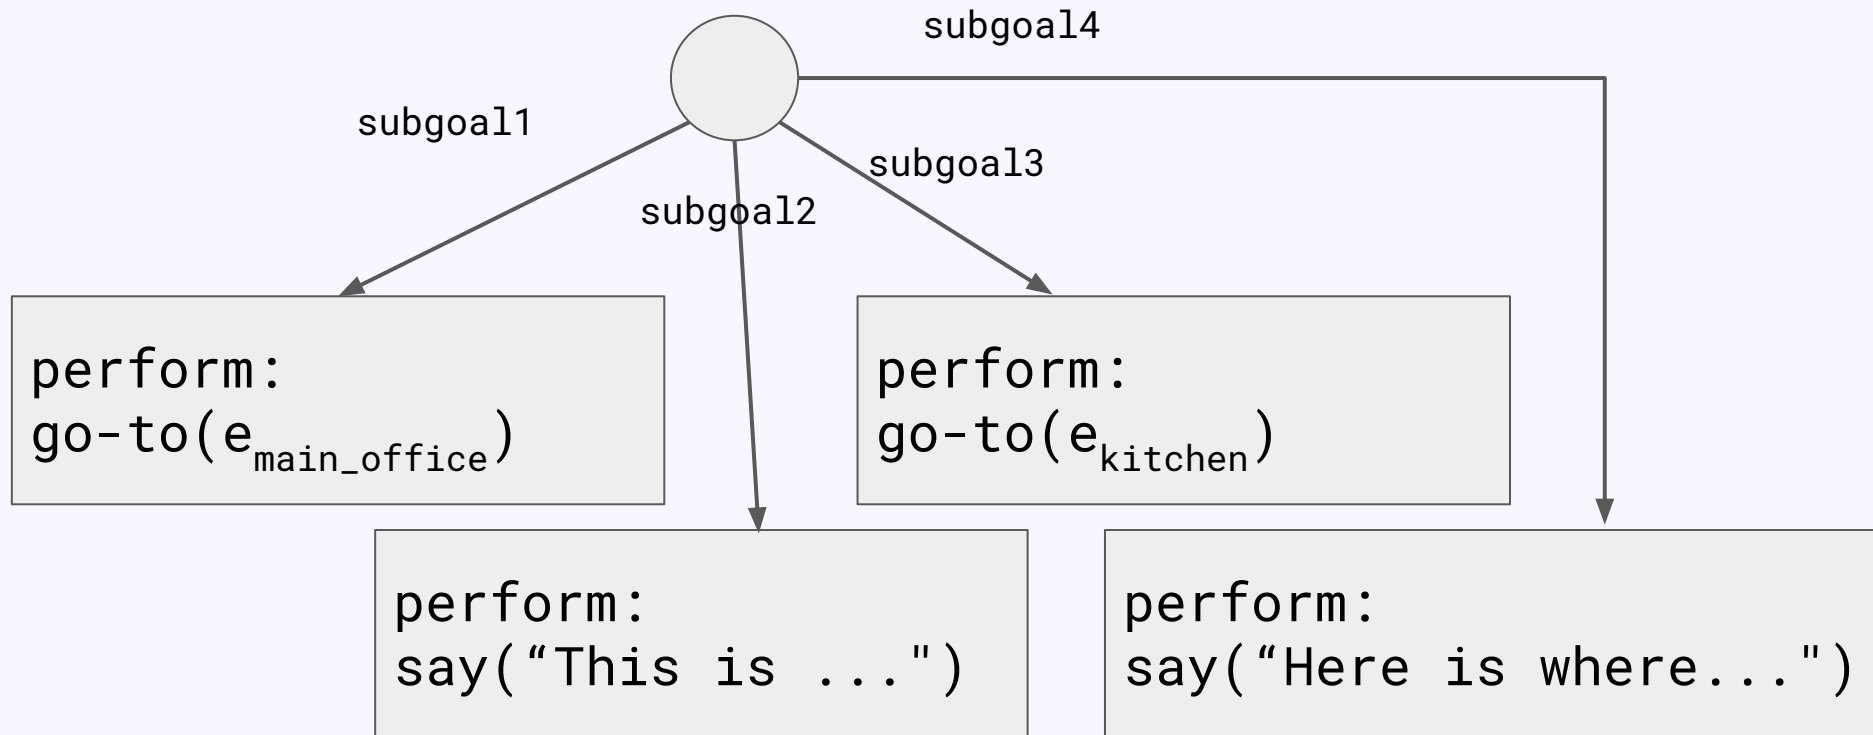 subgoal4
subgoal1
subgoal3
subgoal2
perform:
go-to(emain_office)
perform:
go-to(ekitchen)
perform:
say(“This is ...")
perform:
say(“Here is where...")